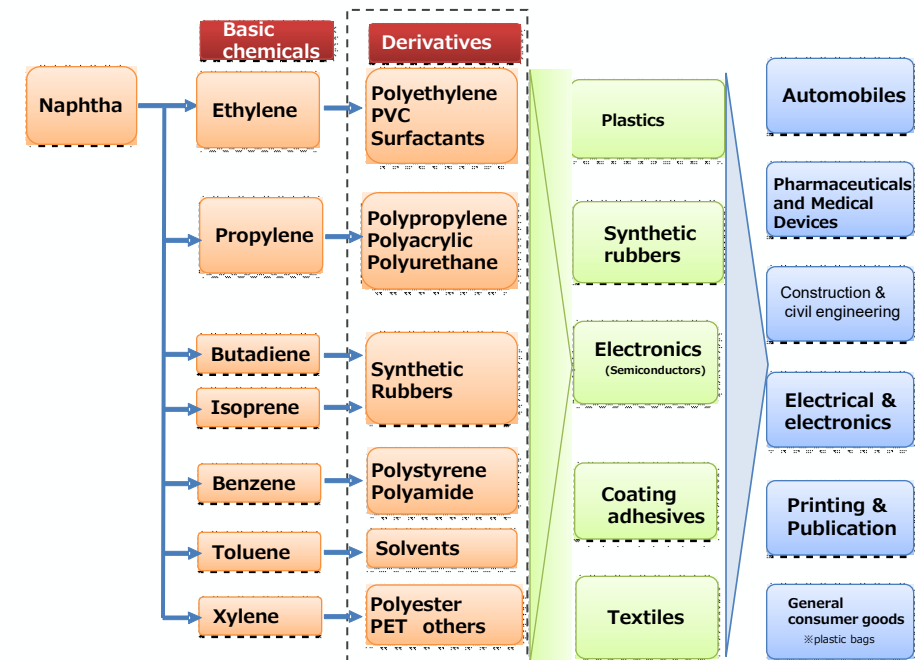 Basic
chemicals
Derivatives
Naphtha
Ethylene
Polyethylene
PVC
Surfactants
Propylene
Polypropylene
Polyacrylic
Polyurethane
Butadiene
Isoprene
Synthetic
Rubbers
Benzene
Polystyrene
Polyamide
Toluene
Solvents
Xylene
Polyester
PET others
Plastics
Synthetic
rubbers
Electronics
(Semiconductors)
Coating
adhesives
Textiles
Automobiles
Pharmaceuticals
and Medical
Devices
Construction &
civil engineering
Electrical &
electronics
Printing &
Publication
General
consumer goods
※plastic bags